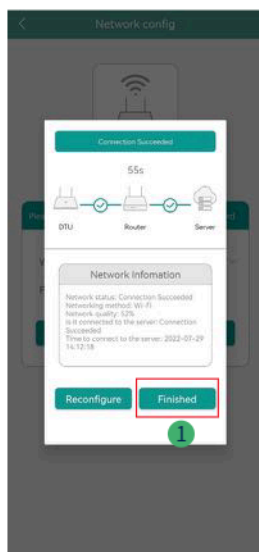 Network config
Connection Succeeded
55s
DTU
Router
Server
Network Infomation
Network status: Connection Succeeded
Networking method: Wi-Fi
Network quality: 52%
Is it connected to the server: Connection
Succeeded
Time to connect to the server: 2022-07-29
14:12:18
Reconfigure
Finished
1